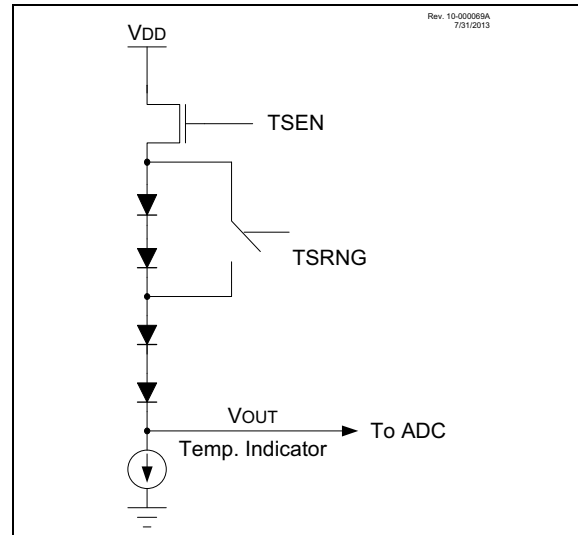 Rev. 10-000069A
7/31/2013
VDD
TSEN
TSRNG
VOUT
To ADC
Temp. Indicator